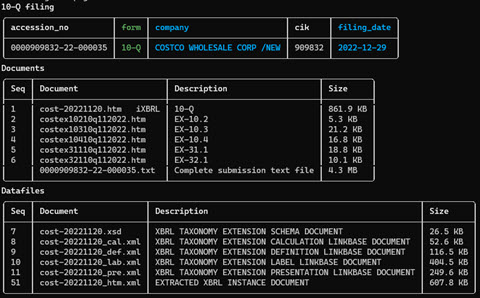 10-Q filing
accession_no form company cik filing_date
0000909832-22-000035 10-Q COSTCO WHOLESALE CORP /NEW 909832 2022-12-29
Documents
Seq Document Description Size
1 cost-20221120.htm iXBRL 10-Q 861.9 KB
2 costex10210q112022.htm EX-10.2 5.3 KB
3 costex10310q112022.htm EX-10.3 21.2 KB
4 costex10410q112022.htm EX-10.4 16.8 KB
5 costex31110q112022.htm EX-31.1 18.8 KB
6 costex32110q112022.htm EX-32.1 10.1 KB
0000909832-22-000035.txt Complete submission text file 4.3 MB
Datafiles
Seq Document Description Size
7 cost-20221120.xsd XBRL TAXONOMY EXTENSION SCHEMA DOCUMENT 26.5 KB
8 cost-20221120_cal.xml XBRL TAXONOMY EXTENSION CALCULATION LINKBASE DOCUMENT 52.6 KB
9 cost-20221120_def.xml XBRL TAXONOMY EXTENSION DEFINITION LINKBASE DOCUMENT 116.5 KB
10 cost-20221120_lab.xml XBRL TAXONOMY EXTENSION LABEL LINKBASE DOCUMENT 404.5 KB
11 cost-20221120_pre.xml XBRL TAXONOMY EXTENSION PRESENTATION LINKBASE DOCUMENT 249.6 KB
51 cost-20221120_htm.xml EXTRACTED XBRL INSTANCE DOCUMENT 607.8 KB